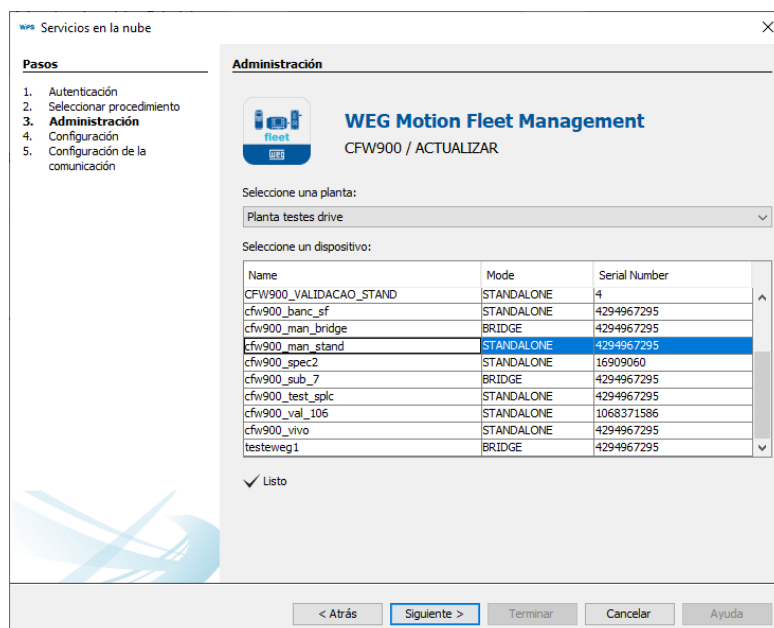 WPS Servicios en la nube
Pasos
1. Autenticación
2. Seleccionar procedimiento
3. Administración
4. Configuración
5. Configuración de la
comunicación
Administración
fleet
WEG
WEG Motion Fleet Management
CFW900 / ACTUALIZAR
Seleccione una planta:
Planta testes drive
Seleccione un dispositivo:
Name Mode Serial Number
CFW900_VALIDACAO_STAND STANDALONE 4
cfw900_banc_sf STANDALONE 4294967295
cfw900_man_bridge BRIDGE 4294967295
cfw900_man_stand STANDALONE 4294967295
cfw900_spec2 STANDALONE 16909060
cfw900_sub_7 BRIDGE 4294967295
cfw900_test_splc STANDALONE 4294967295
cfw900_val_106 STANDALONE 1068371586
cfw900_vivo STANDALONE 4294967295
testeweg1 BRIDGE 4294967295
Listo
< Atrás Siguiente > Terminar Cancelar Ayuda